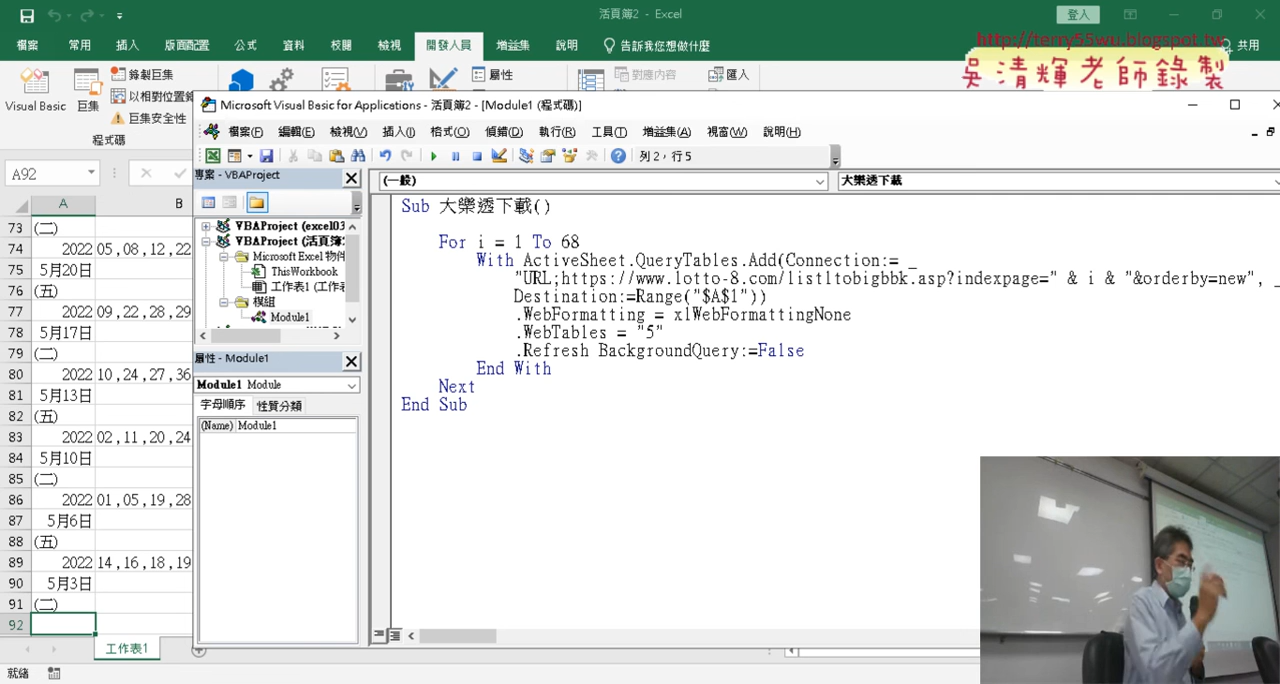 活頁簿2 - Excel
登入
檔案 常用 插入 版面配置 公式 資料 校閱 檢視 開發人員 增益集 說明 告訴我您想做什麼 共用
http://terry55wu.blogspot.tw
吳清輝老師錄製
Visual Basic 巨集 錄製巨集
以相對位置錄
巨集安全性
程式碼
屬性 對應內容 匯入
Microsoft Visual Basic for Applications - 活頁簿2 - [Module1 (程式碼)]
檔案(F) 編輯(E) 檢視(V) 插入(I) 格式(O) 偵錯(D) 執行(R) 工具(T) 增益集(A) 視窗(W) 說明(H)
列 2, 行 5
A92
專案 - VBAProject
VBAProject (excel03
VBAProject (活頁簿2
Microsoft Excel 物件
ThisWorkbook
工作表1 (工作表
模組
Module1
屬性 - Module1
Module1 Module
字母順序 性質分類
(Name) Module1
(一般) 大樂透下載
Sub 大樂透下載()
For i = 1 To 68
With ActiveSheet.QueryTables.Add(Connection:= _
"URL;https://www.lotto-8.com/listltobigbbk.asp?indexpage=" & i & "&orderby=new", _
Destination:=Range("$A$1"))
.WebFormatting = xlWebFormattingNone
.WebTables = "5"
.Refresh BackgroundQuery:=False
End With
Next
End Sub
A B
73 (二)
74 2022 05,08,12,22
75 5月20日
76 (五)
77 2022 09,22,28,29
78 5月17日
79 (二)
80 2022 10,24,27,36
81 5月13日
82 (五)
83 2022 02,11,20,24
84 5月10日
85 (二)
86 2022 01,05,19,28
87 5月6日
88 (五)
89 2022 14,16,18,19
90 5月3日
91 (二)
92
工作表1
就緒